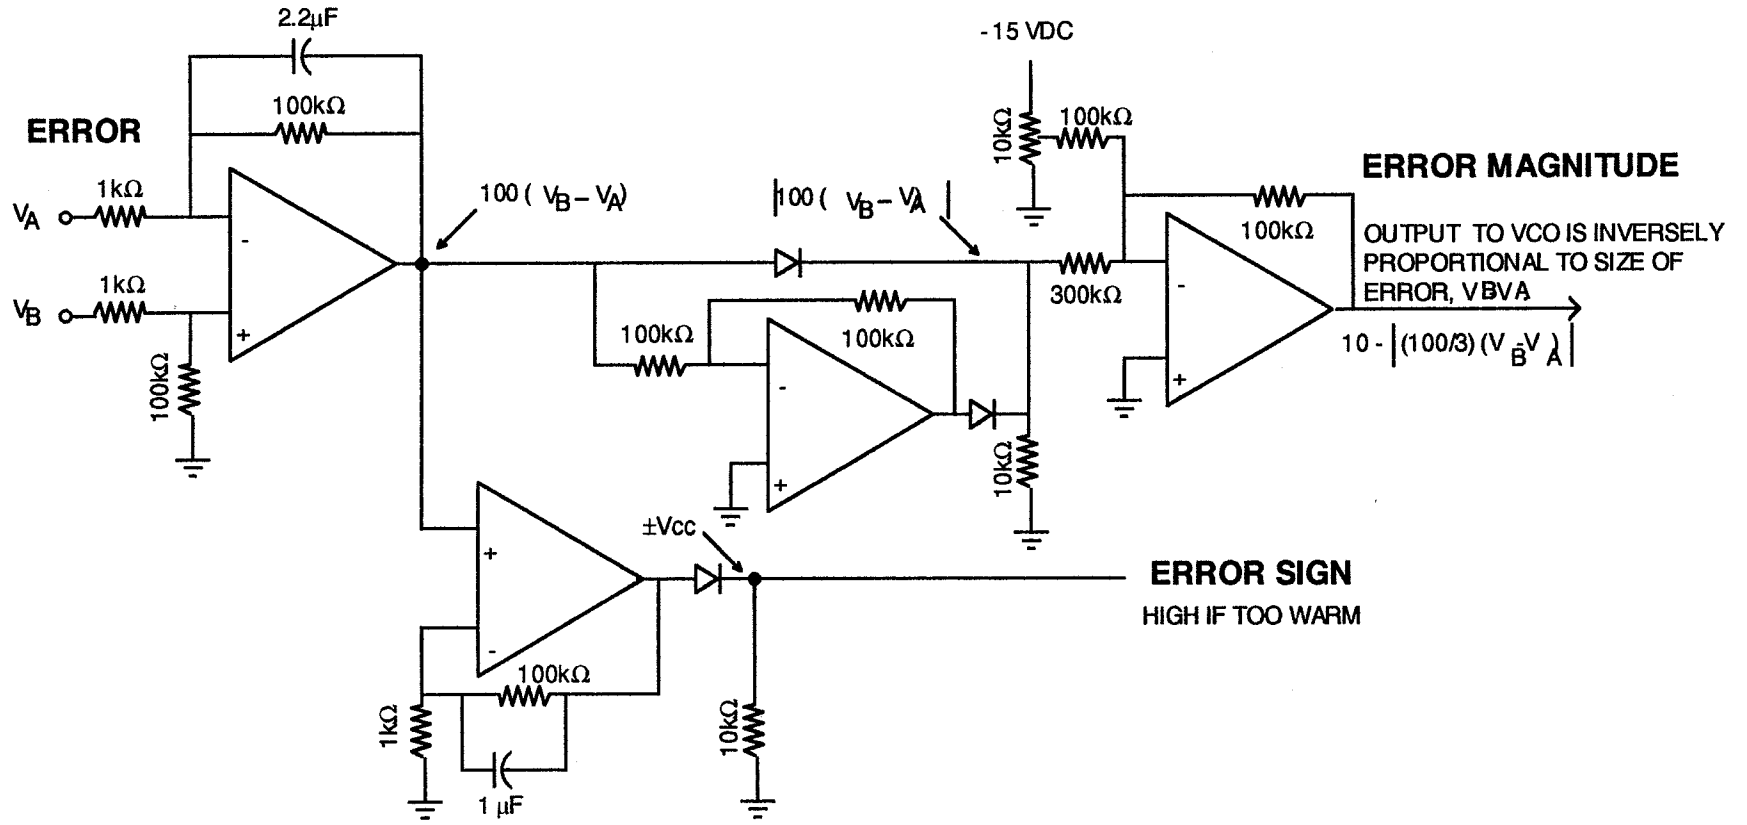 2.2µF
-15 VDC
100kΩ
ERROR
10kΩ
100kΩ
ERROR MAGNITUDE
1kΩ
VA
-
100 ( VB – VA)
|100 ( VB – VA |
100kΩ
OUTPUT TO VCO IS INVERSELY
PROPORTIONAL TO SIZE OF
ERROR, VBVA
10 - |(100/3) (V B-V A)|
1kΩ
VB
+
300kΩ
-
+
100kΩ
100kΩ
100kΩ
-
+
10kΩ
±Vcc
+
-
ERROR SIGN
HIGH IF TOO WARM
100kΩ
1kΩ
10kΩ
1 µF